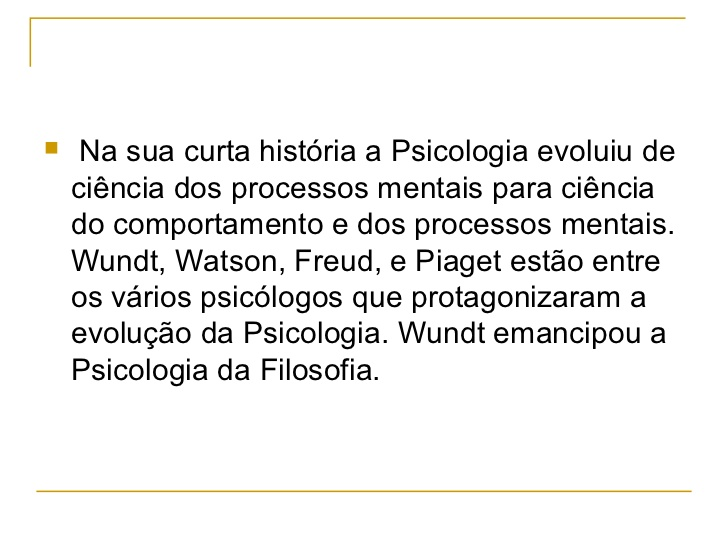 Na sua curta história a Psicologia evoluiu de
ciência dos processos mentais para ciência
do comportamento e dos processos mentais.
Wundt, Watson, Freud, e Piaget estão entre
os vários psicólogos que protagonizaram a
evolução da Psicologia. Wundt emancipou a
Psicologia da Filosofia.